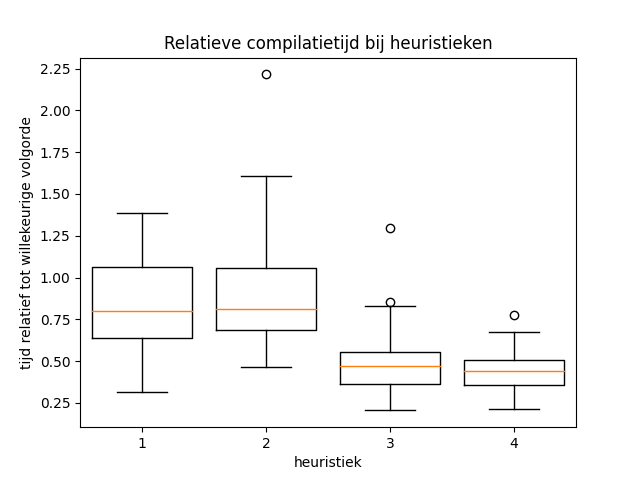 Relatieve compilatietijd bij heuristieken
tijd relatief tot willekeurige volgorde
2.25
2.00
1.75
1.50
1.25
1.00
0.75
0.50
0.25
1 2 3 4
heuristiek